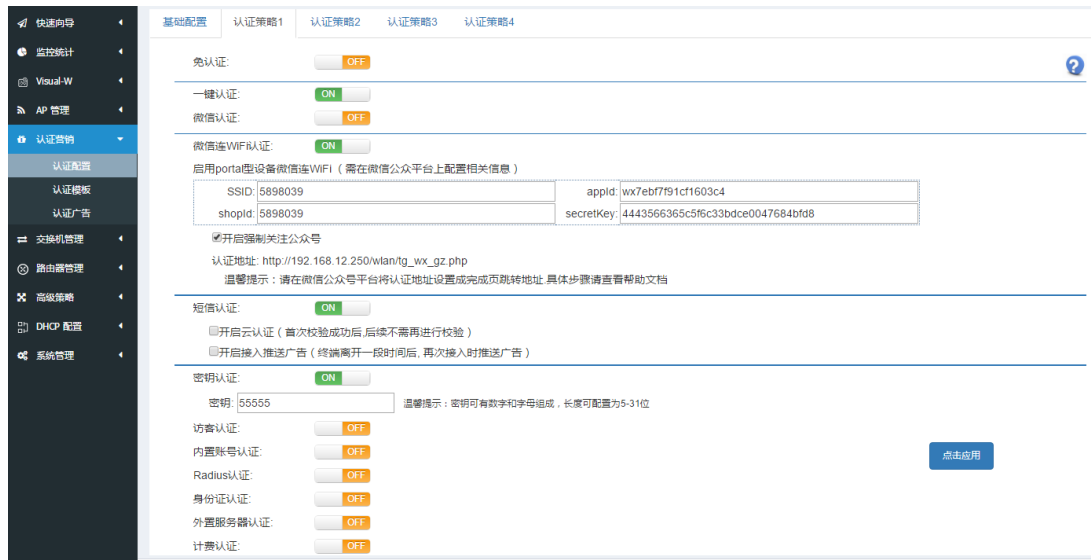 快速向导
监控统计
Visual-W
AP 管理
认证营销
认证配置
认证模板
认证广告
交换机管理
路由器管理
高级策略
DHCP 配置
系统管理
基础配置 认证策略1 认证策略2 认证策略3 认证策略4
免认证: OFF
一键认证: ON
微信认证: OFF
微信连WiFi认证: ON
启用portal型设备微信连WiFi（需在微信公众平台上配置相关信息）
SSID: 5898039 appId: wx7ebf7f91cf1603c4
shopId: 5898039 secretKey: 4443566365c5f6c33bdce0047684bfd8
开启强制关注公众号
认证地址: http://192.168.12.250/wlan/tg_wx_gz.php
温馨提示：请在微信公众号平台将认证地址设置成完成页跳转地址.具体步骤请查看帮助文档
短信认证: ON
开启云认证（首次校验成功后,后续不需再进行校验）
开启接入推送广告（终端离开一段时间后, 再次接入时推送广告）
密钥认证: ON
密钥: 55555 温馨提示：密钥可有数字和字母组成，长度可配置为5-31位
访客认证: OFF
内置账号认证: OFF
点击应用
Radius认证: OFF
身份证认证: OFF
外置服务器认证: OFF
计费认证: OFF